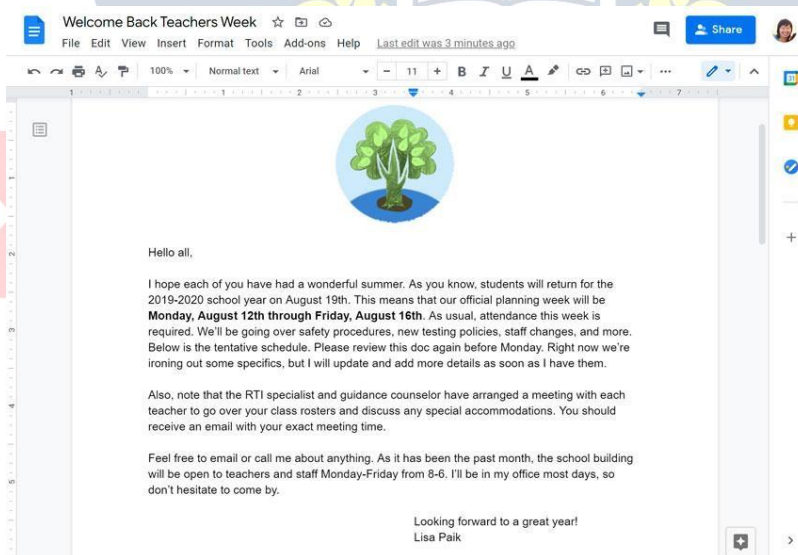 Welcome Back Teachers Week
File Edit View Insert Format Tools Add-ons Help Last edit was 3 minutes ago
Share
100% Normal text Arial - 11 + B I U A
1 1 2 3 4 5 6 7
31
Hello all,
I hope each of you have had a wonderful summer. As you know, students will return for the
2019-2020 school year on August 19th. This means that our official planning week will be
Monday, August 12th through Friday, August 16th. As usual, attendance this week is
required. We'll be going over safety procedures, new testing policies, staff changes, and more.
Below is the tentative schedule. Please review this doc again before Monday. Right now we're
ironing out some specifics, but I will update and add more details as soon as I have them.
Also, note that the RTI specialist and guidance counselor have arranged a meeting with each
teacher to go over your class rosters and discuss any special accommodations. You should
receive an email with your exact meeting time.
Feel free to email or call me about anything. As it has been the past month, the school building
will be open to teachers and staff Monday-Friday from 8-6. I'll be in my office most days, so
don't hesitate to come by.
Looking forward to a great year!
Lisa Paik